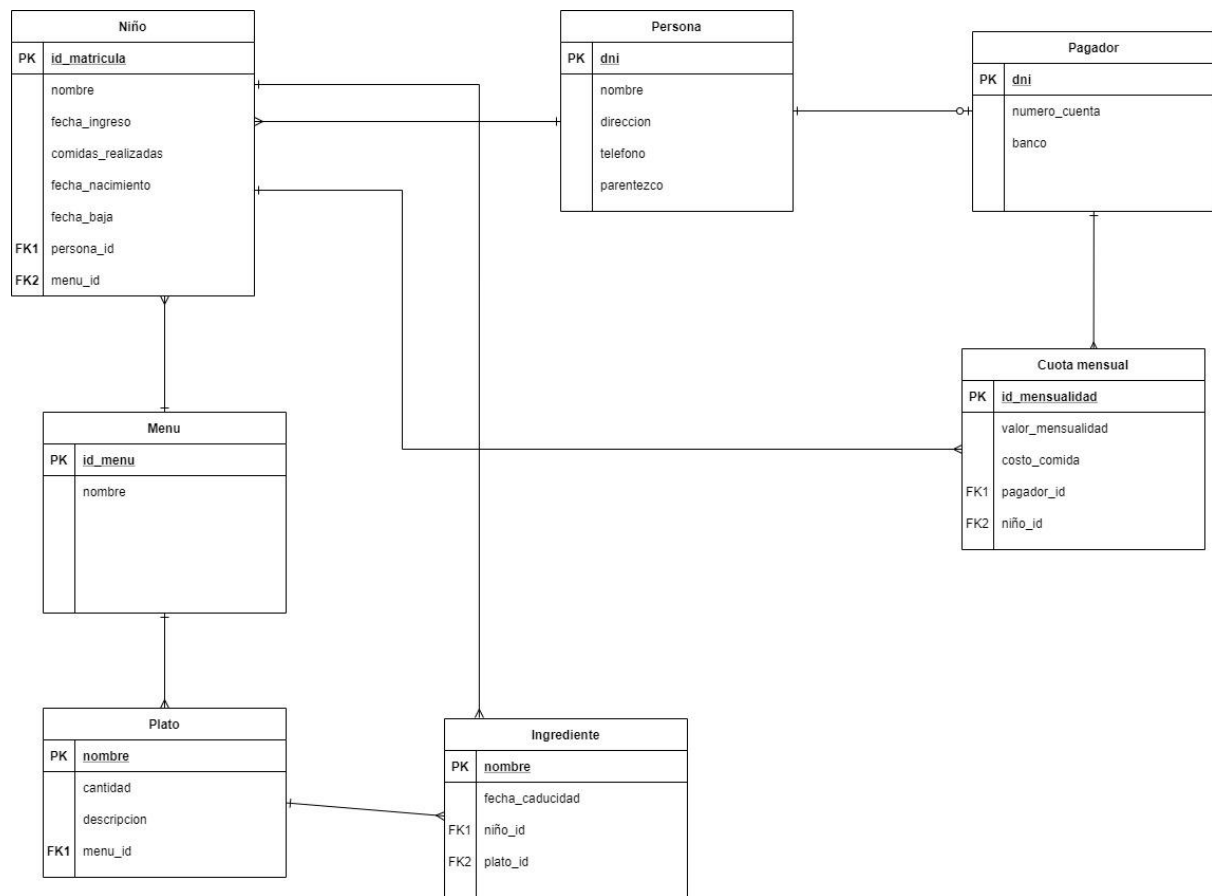 Niño
PK id_matricula
nombre
fecha_ingreso
comidas_realizadas
fecha_nacimiento
fecha_baja
FK1 persona_id
FK2 menu_id
Persona
PK dni
nombre
direccion
telefono
parentezco
Pagador
PK dni
numero_cuenta
banco
Cuota mensual
PK id_mensualidad
valor_mensualidad
costo_comida
FK1 pagador_id
FK2 niño_id
Menu
PK id_menu
nombre
Plato
PK nombre
cantidad
descripcion
FK1 menu_id
Ingrediente
PK nombre
fecha_caducidad
FK1 niño_id
FK2 plato_id